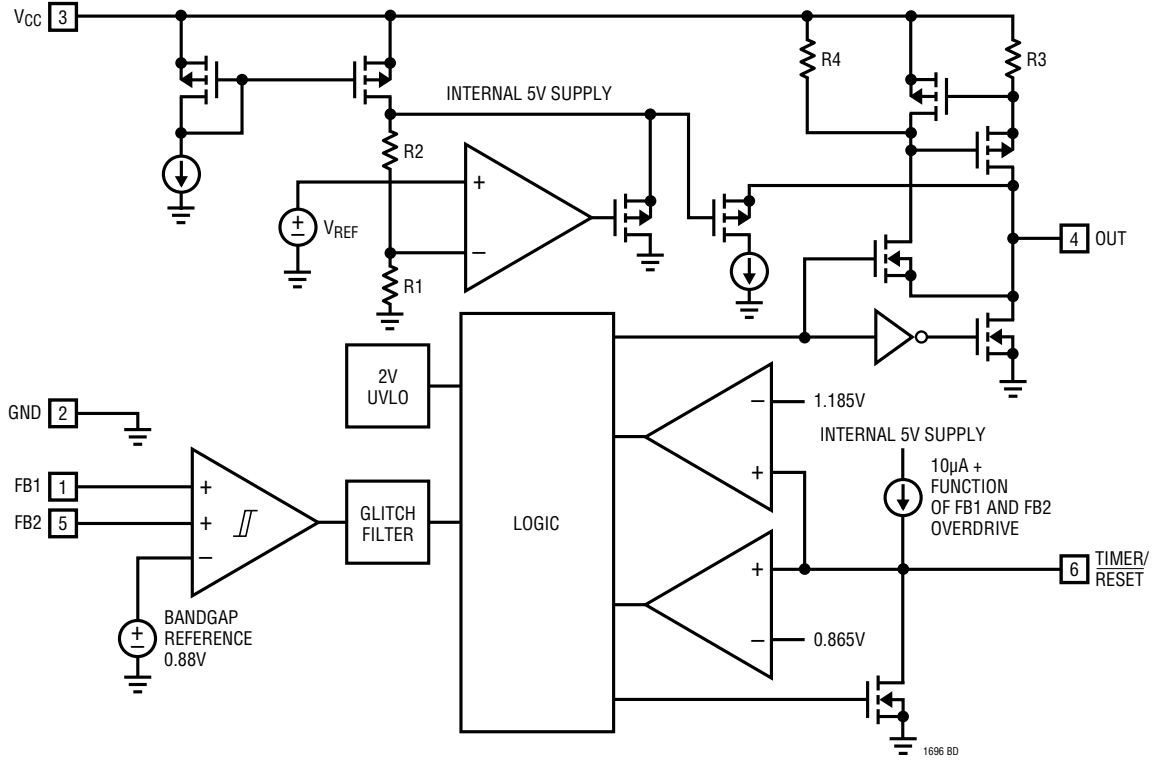 VCC 3
R4
R3
INTERNAL 5V SUPPLY
R2
+
VREF
+
−
−
R1
4 OUT
2V
UVLO
−
1.185V
GND 2
INTERNAL 5V SUPPLY
10µA +
FUNCTION
OF FB1 AND FB2
OVERDRIVE
+
FB1 1
+
FB2 5
+
−
GLITCH
FILTER
LOGIC
+
6 TIMER/
RESET
BANDGAP
REFERENCE
0.88V
+
−
−
0.865V
1696 BD